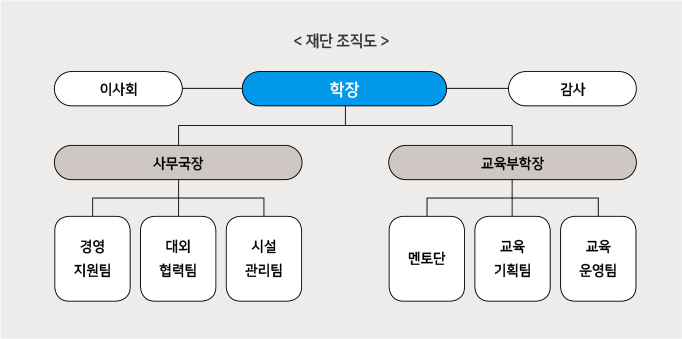 < 재단 조직도 >
이사회
학장
감사
사무국장
교육부학장
경영
지원팀
대외
협력팀
시설
관리팀
멘토단
교육
기획팀
교육
운영팀